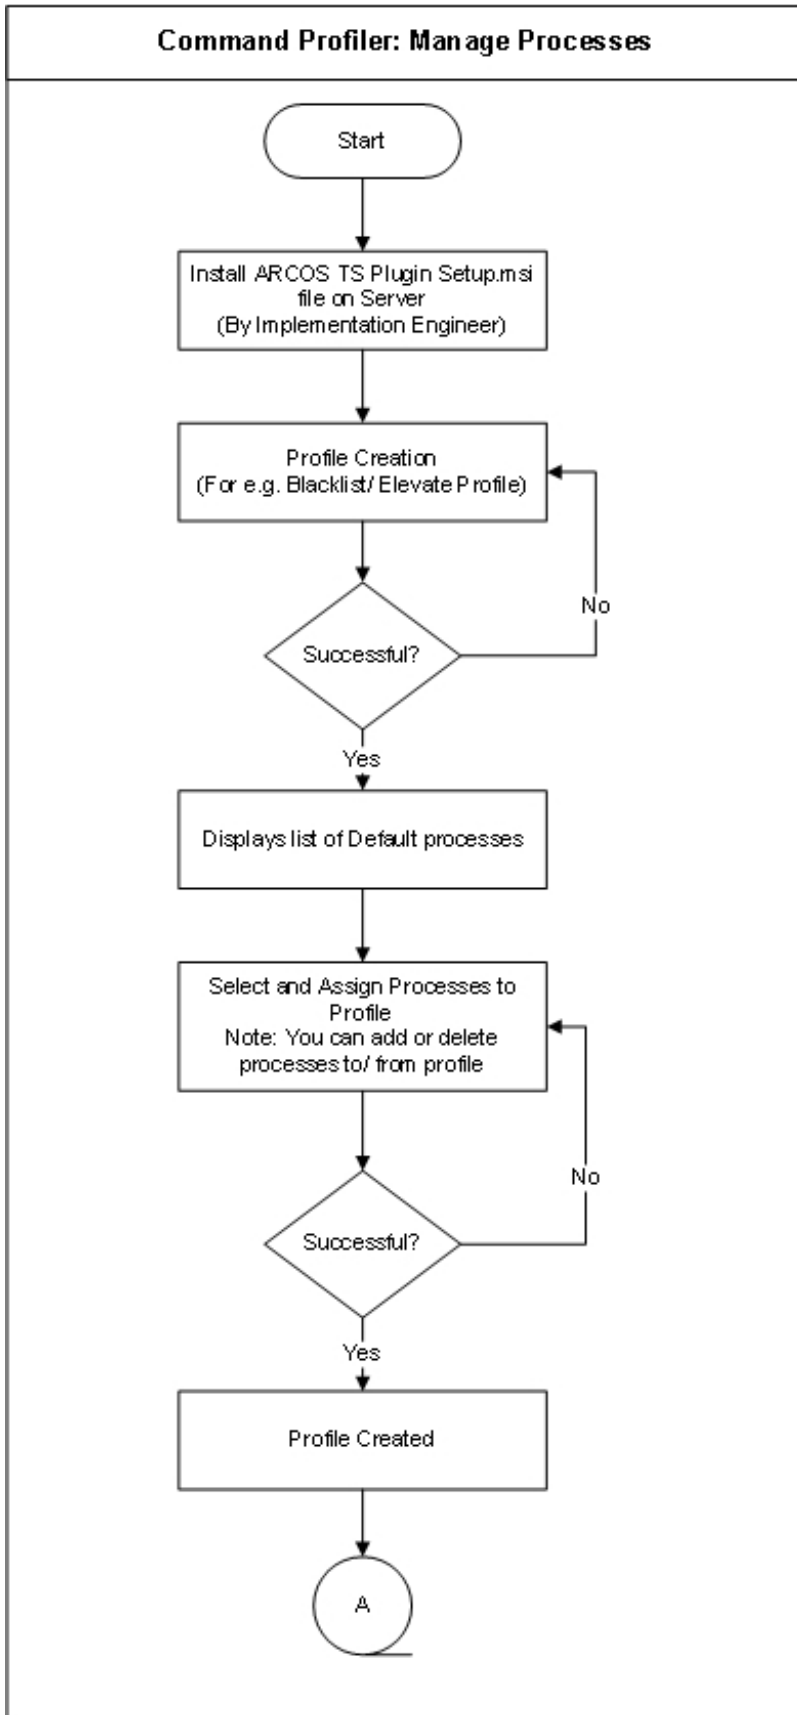 Command Profiler: Manage Processes
Start
Install ARCOS TS Plugin Setup.msi
file on Server
(By Implementation Engineer)
Profile Creation
(For e.g. Blacklist/ Elevate Profile)
No
Successful?
Yes
Displays list of Default processes
Select and Assign Processes to
Profile
Note: You can add or delete
processes to/ from profile
No
Successful?
Yes
Profile Created
A